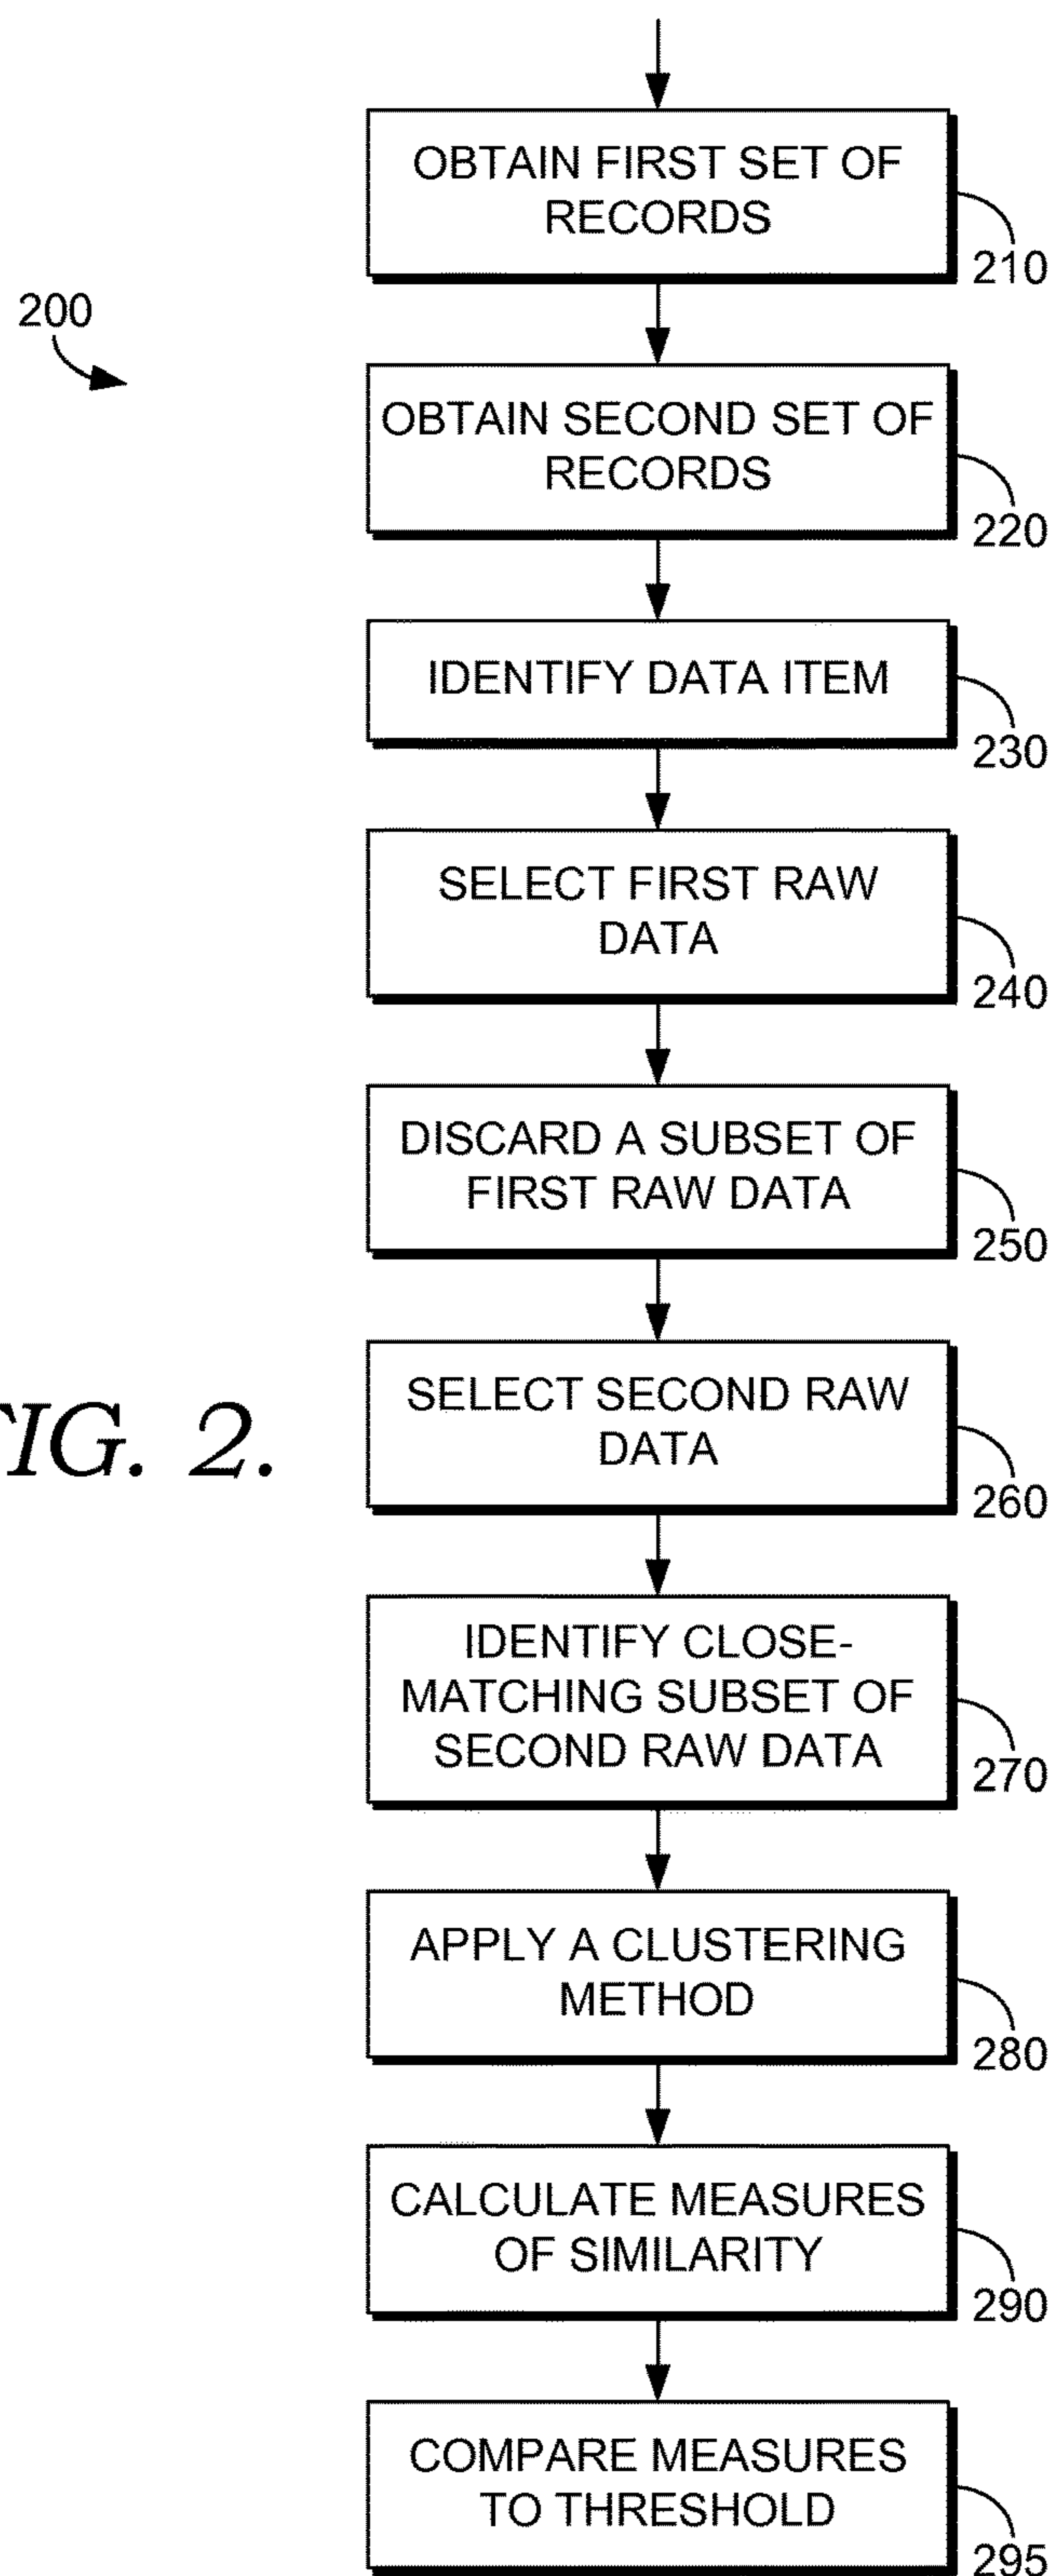 OBTAIN FIRST SET OF
RECORDS
210
200
OBTAIN SECOND SET OF
RECORDS
220
IDENTIFY DATA ITEM
230
SELECT FIRST RAW
DATA
240
DISCARD A SUBSET OF
FIRST RAW DATA
250
SELECT SECOND RAW
DATA
260
IG. 2.
IDENTIFY CLOSE-
MATCHING SUBSET OF
SECOND RAW DATA
270
APPLY A CLUSTERING
METHOD
280
CALCULATE MEASURES
OF SIMILARITY
290
COMPARE MEASURES
TO THRESHOLD
295